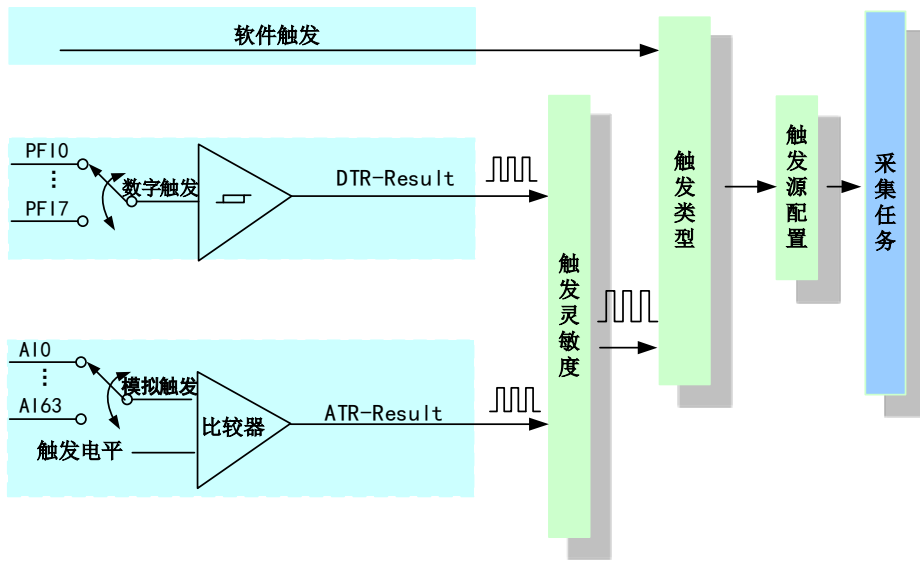 软件触发
PFI0
PFI7
数字触发
DTR-Result
AI0
AI63
模拟触发
触发电平
比较器
ATR-Result
触发灵敏度
触发类型
触发源配置
采集任务